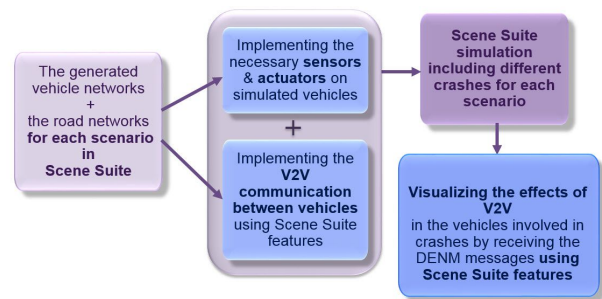 The generated
vehicle networks
+
the road networks
for each scenario
in
Scene Suite
Implementing the
necessary sensors
& actuators on
simulated vehicles
+
Implementing the
V2V
communication
between vehicles
using Scene Suite
features
Scene Suite
simulation
including different
crashes for each
scenario
Visualizing the effects of
V2V
in the vehicles involved in
crashes by receiving the
DENM messages using
Scene Suite features